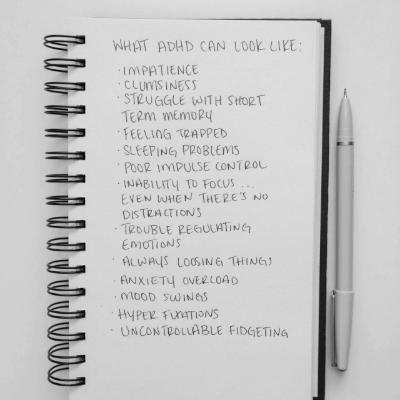 WHAT ADHD CAN LOOK LIKE:
· IMPATIENCE
· CLUMSINESS
· STRUGGLE WITH SHORT
TERM MEMORY
· FEELING TRAPPED
· SLEEPING PROBLEMS
· POOR IMPULSE CONTROL
· INABILITY TO FOCUS ...
EVEN WHEN THERE'S NO
DISTRACTIONS
· TROUBLE REGULATING
EMOTIONS
· ALWAYS LOOSING THINGS
· ANXIETY OVERLOAD
· MOOD SWINGS
· HYPER FIXATIONS
· UNCONTROLLABLE FIDGETING